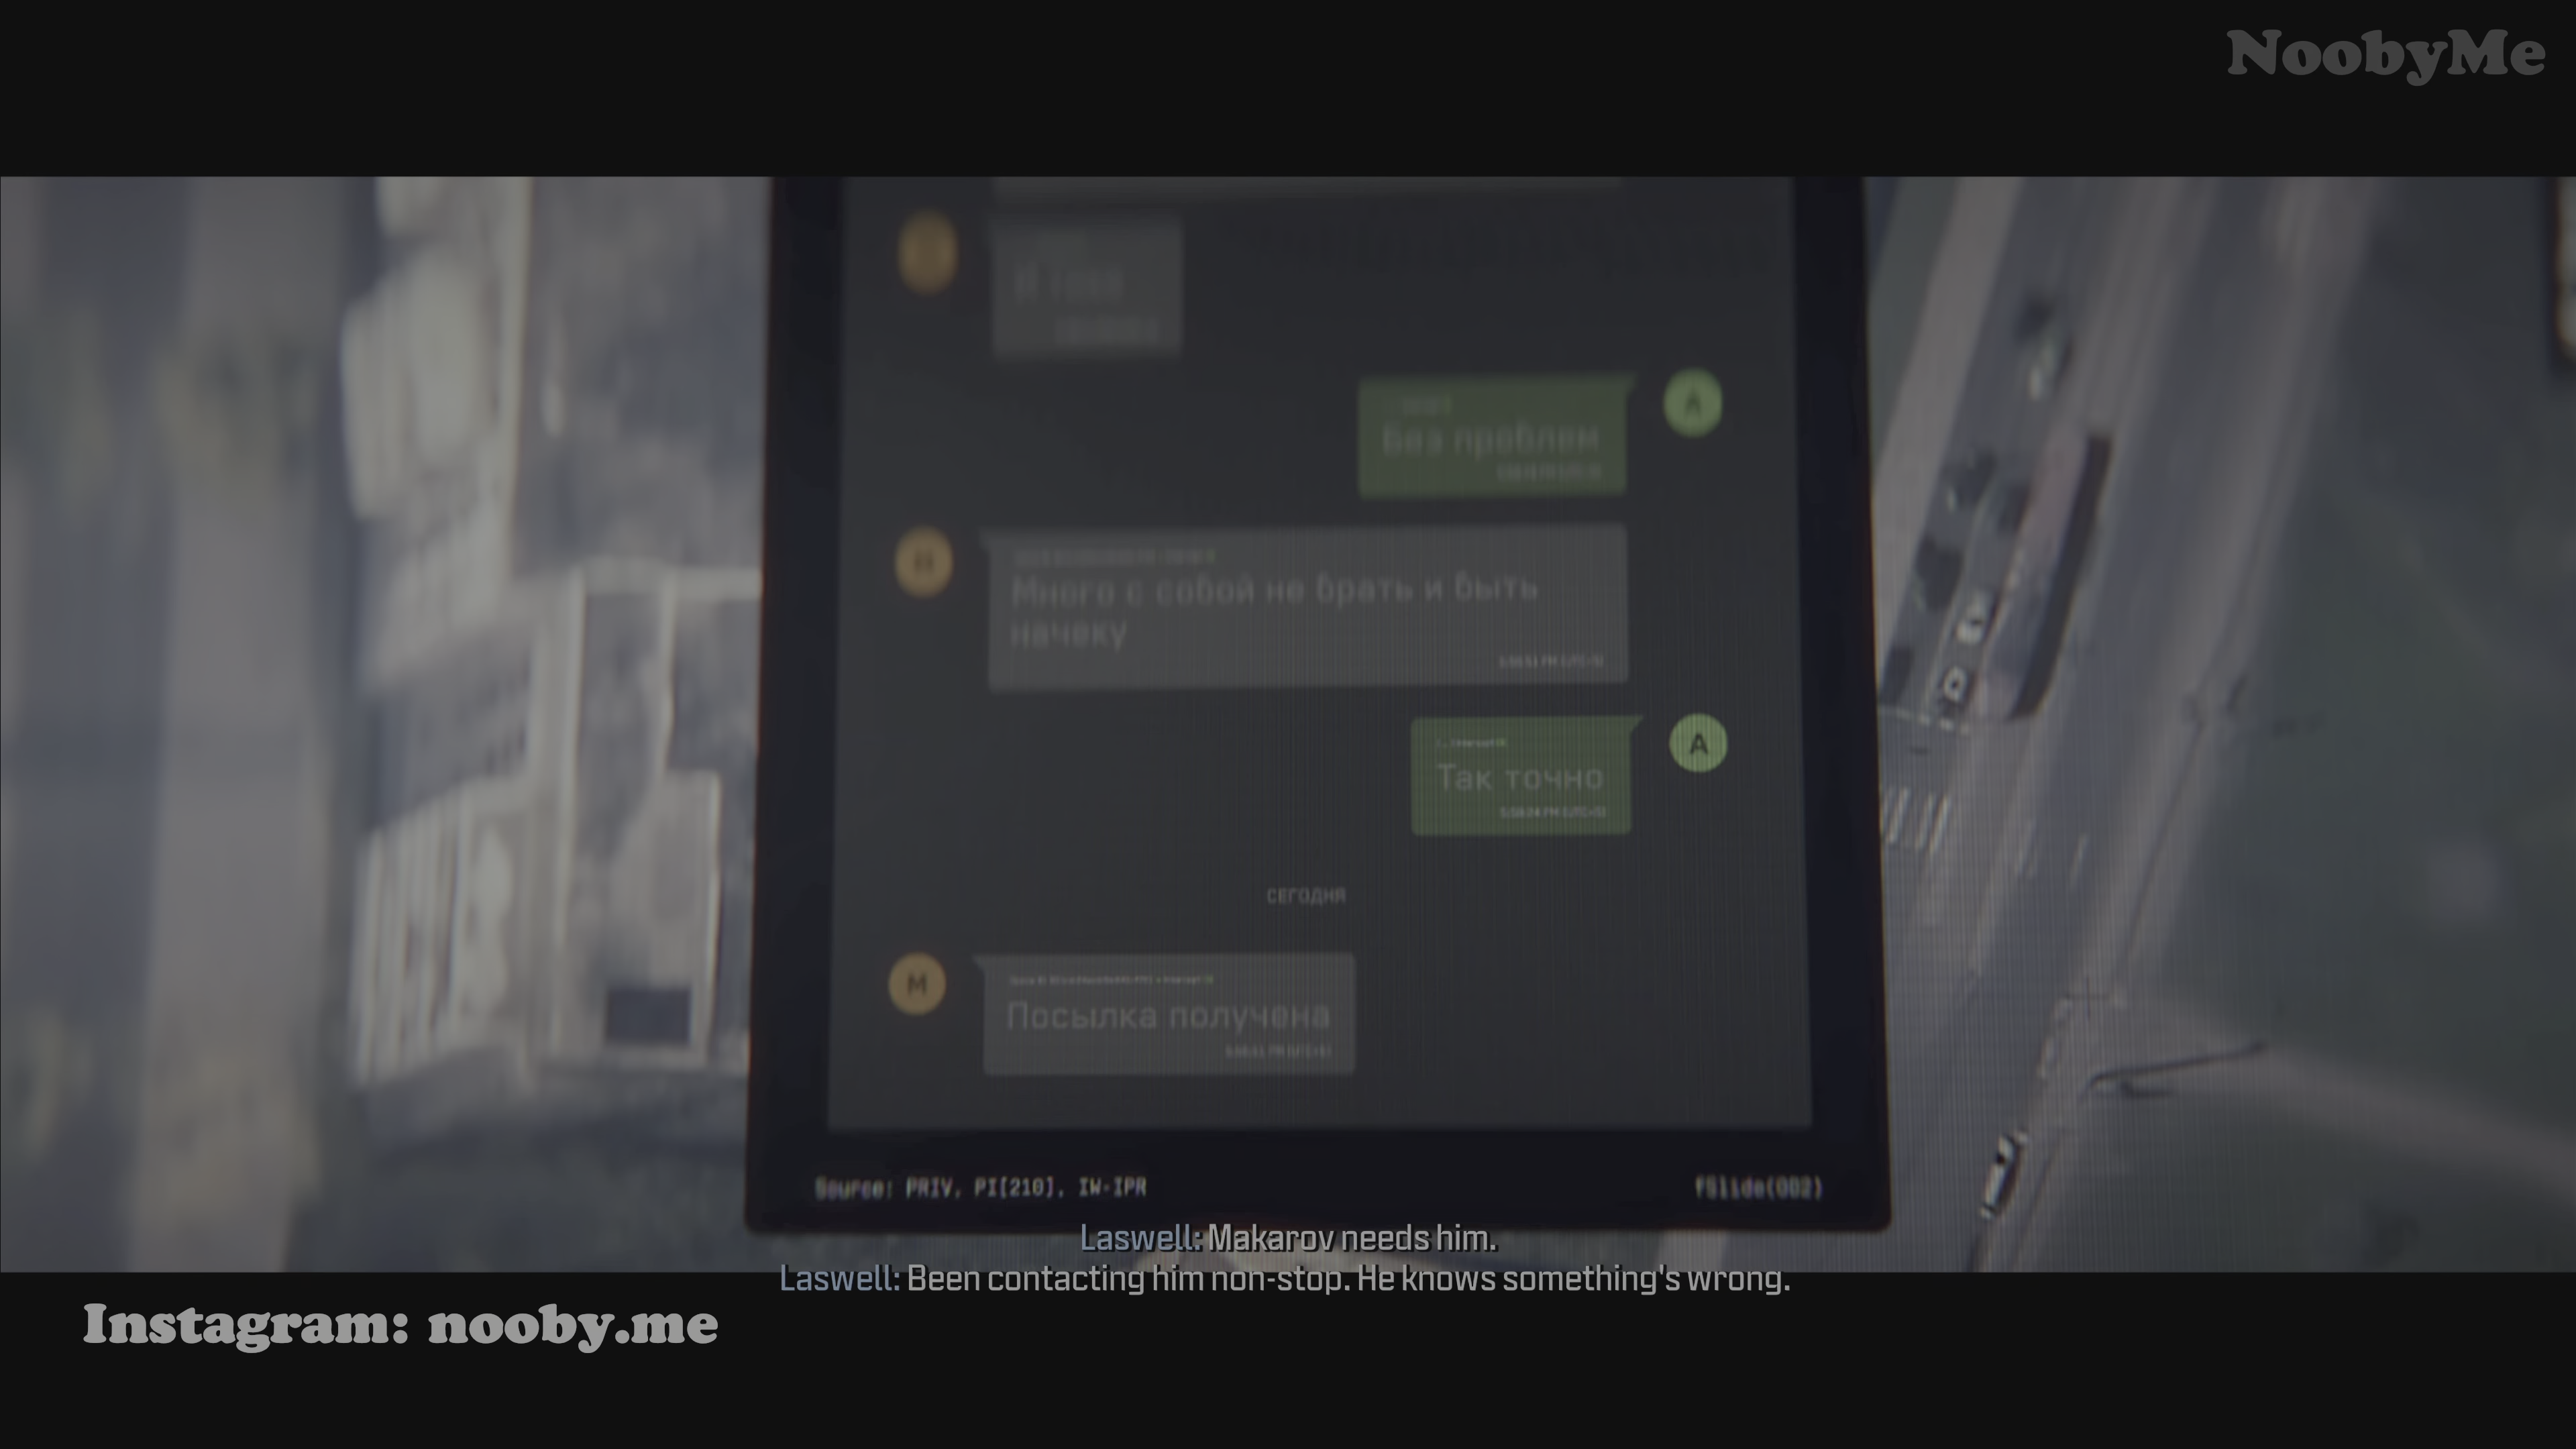 NoobyMe
Без проблем
A
Много с собой не брать и быть
начеку
Так точно
A
СЕГОДНЯ
M
Посылка получена
Source: PRIV, PI[210], IW-IPR
fSlide(002)
Laswell: Makarov needs him.
Laswell: Been contacting him non-stop. He knows something's wrong.
Instagram: nooby.me